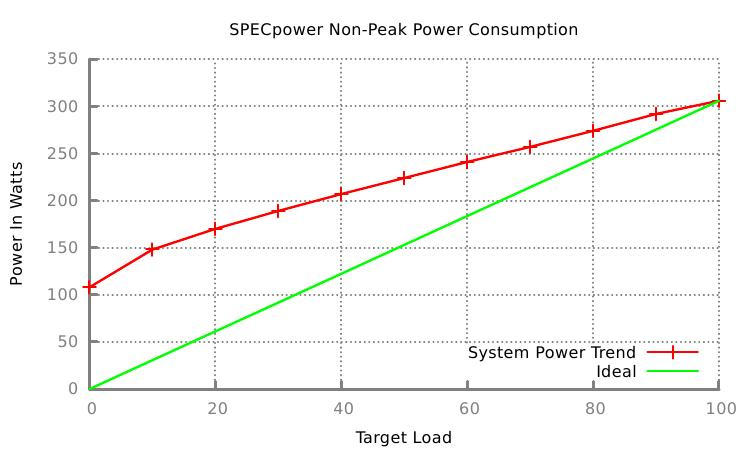 SPECpower Non-Peak Power Consumption
350
300
250
200
150
100
50
0
Power In Watts
System Power Trend
Ideal
0 20 40 60 80 100
Target Load